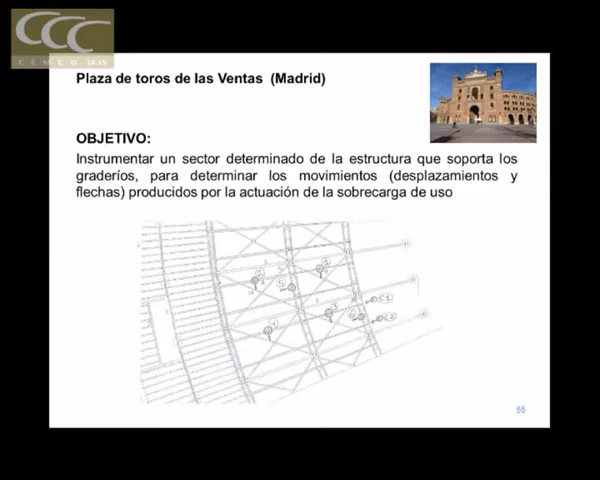 CCC
CEMCO 14.15
Plaza de toros de las Ventas (Madrid)
OBJETIVO:
Instrumentar un sector determinado de la estructura que soporta los
graderíos, para determinar los movimientos (desplazamientos y
flechas) producidos por la actuación de la sobrecarga de uso
55